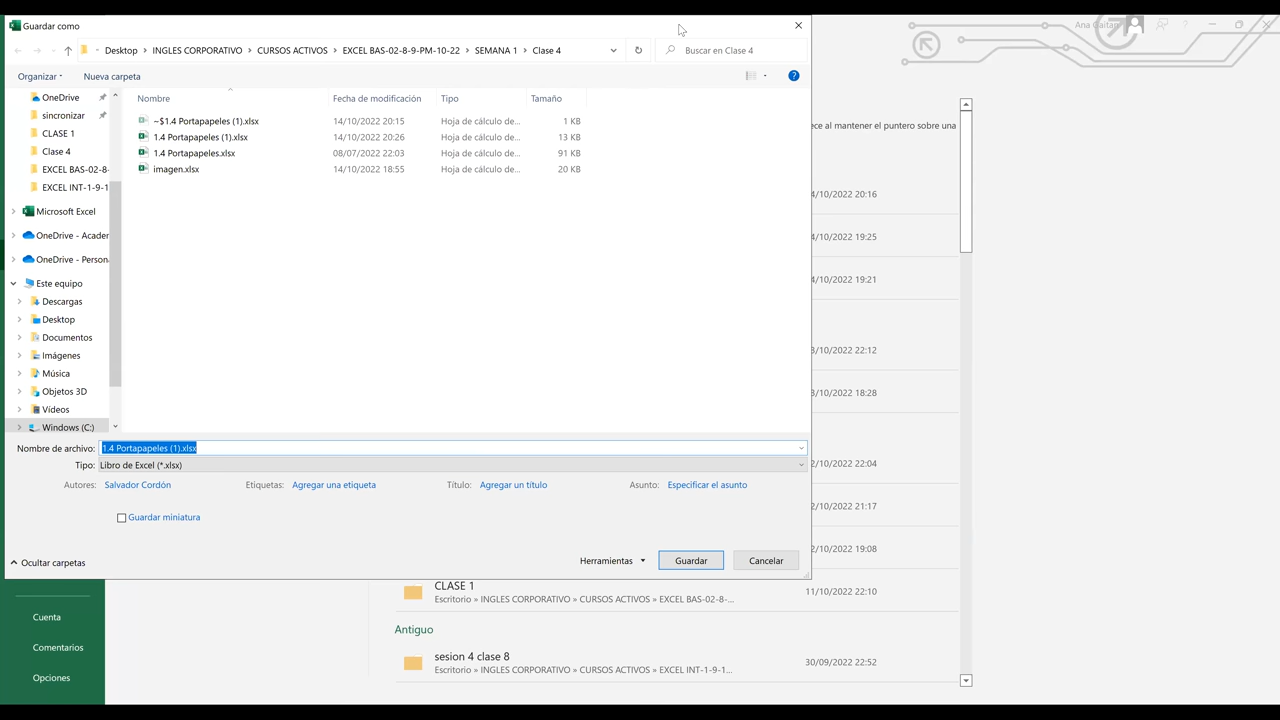 Guardar como
Ana Gaitan
Desktop > INGLES CORPORATIVO > CURSOS ACTIVOS > EXCEL BAS-02-8-9-PM-10-22 > SEMANA 1 > Clase 4
Buscar en Clase 4
Organizar
Nueva carpeta
Nombre
Fecha de modificación
Tipo
Tamaño
~$1.4 Portapapeles (1).xlsx 14/10/2022 20:15 Hoja de cálculo de... 1 KB
1.4 Portapapeles (1).xlsx 14/10/2022 20:26 Hoja de cálculo de... 13 KB
1.4 Portapapeles.xlsx 08/07/2022 22:03 Hoja de cálculo de... 91 KB
imagen.xlsx 14/10/2022 18:55 Hoja de cálculo de... 20 KB
OneDrive
sincronizar
CLASE 1
Clase 4
EXCEL BAS-02-8-
EXCEL INT-1-9-1
Microsoft Excel
OneDrive - Acader
OneDrive - Persona
Este equipo
Descargas
Desktop
Documentos
Imágenes
Música
Objetos 3D
Vídeos
Windows (C:)
Nombre de archivo: 1.4 Portapapeles (1).xlsx
Tipo: Libro de Excel (*.xlsx)
Autores: Salvador Cordón
Etiquetas: Agregar una etiqueta
Título: Agregar un título
Asunto: Especificar el asunto
Guardar miniatura
Ocultar carpetas
Herramientas
Guardar
Cancelar
ece al mantener el puntero sobre una
4/10/2022 20:16
4/10/2022 19:25
4/10/2022 19:21
3/10/2022 22:12
3/10/2022 18:28
2/10/2022 22:04
2/10/2022 21:17
2/10/2022 19:08
CLASE 1
Escritorio » INGLES CORPORATIVO » CURSOS ACTIVOS » EXCEL BAS-02-8-...
11/10/2022 22:10
Antiguo
sesion 4 clase 8
Escritorio » INGLES CORPORATIVO » CURSOS ACTIVOS » EXCEL INT-1-9-1...
30/09/2022 22:52
Cuenta
Comentarios
Opciones